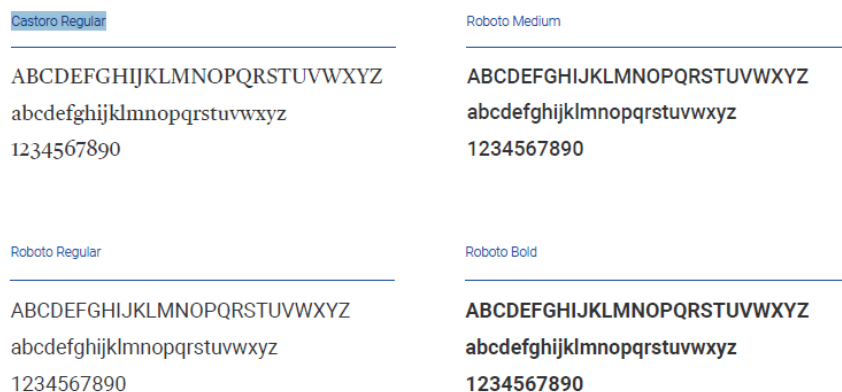 Castoro Regular
ABCDEFGHIJKLMNOPQRSTUVWXYZ
abcdefghijklmnopqrstuvwxyz
1234567890
Roboto Medium
ABCDEFGHIJKLMNOPQRSTUVWXYZ
abcdefghijklmnopqrstuvwxyz
1234567890
Roboto Regular
ABCDEFGHIJKLMNOPQRSTUVWXYZ
abcdefghijklmnopqrstuvwxyz
1234567890
Roboto Bold
ABCDEFGHIJKLMNOPQRSTUVWXYZ
abcdefghijklmnopqrstuvwxyz
1234567890